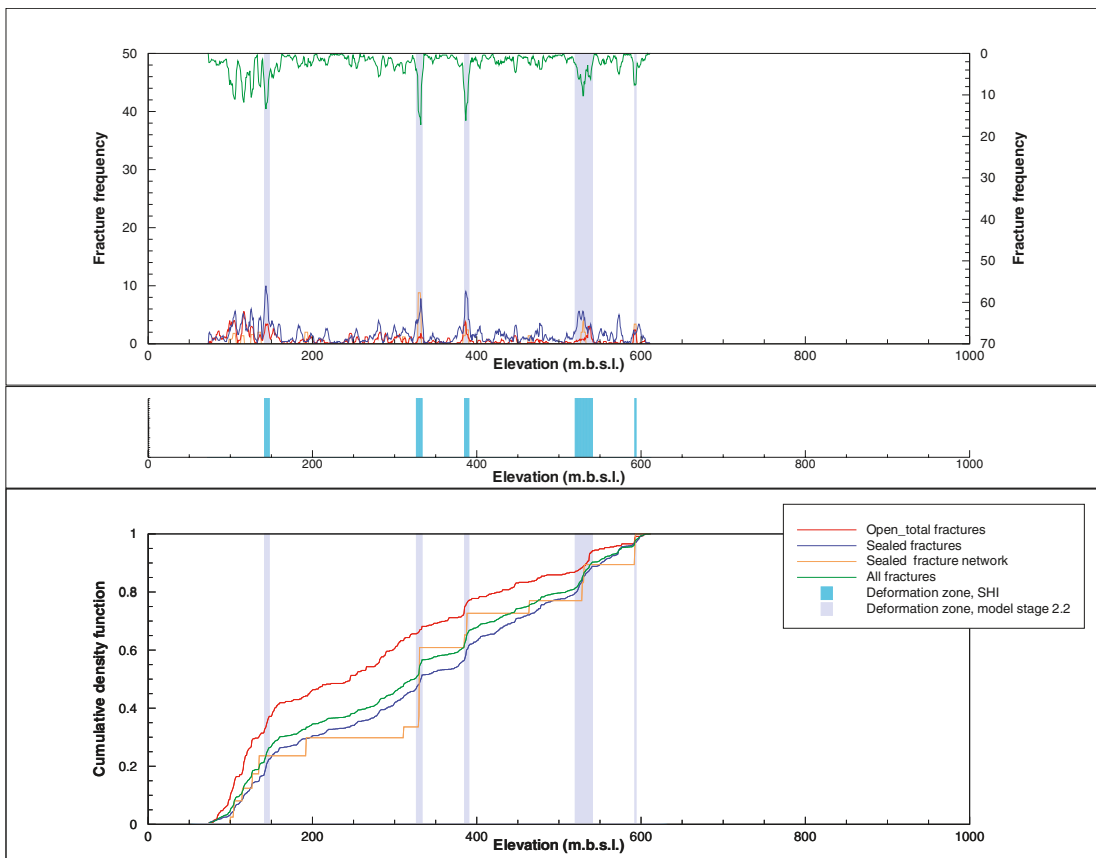 50
40
30
20
10
0
Fracture frequency
0
10
20
30
40
50
60
70
Fracture frequency
0 200 400 600 800 1000
Elevation (m.b.s.l.)
0 200 400 600 800 1000
Elevation (m.b.s.l.)
1
0.8
0.6
0.4
0.2
0
Cumulative density function
Open_total fractures
Sealed fractures
Sealed fracture network
All fractures
Deformation zone, SHI
Deformation zone, model stage 2.2
0 200 400 600 800 1000
Elevation (m.b.s.l.)